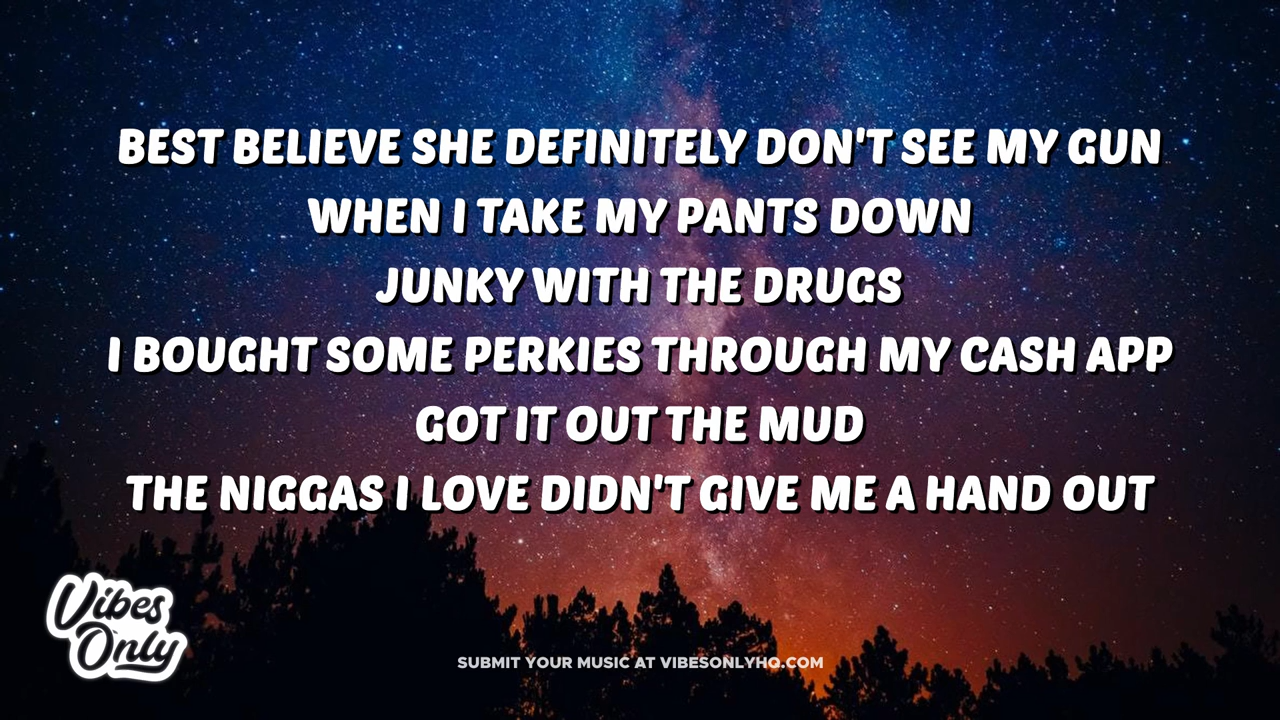 BEST BELIEVE SHE DEFINITELY DON'T SEE MY GUN
WHEN I TAKE MY PANTS DOWN
JUNKY WITH THE DRUGS
I BOUGHT SOME PERKIES THROUGH MY CASH APP
GOT IT OUT THE MUD
THE NIGGAS I LOVE DIDN'T GIVE ME A HAND OUT
Vibes
Only
SUBMIT YOUR MUSIC AT VIBESONLYHQ.COM